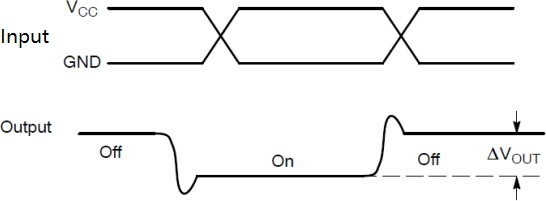 VCC
Input
GND
Output
Off
On
Off
ΔVOUT